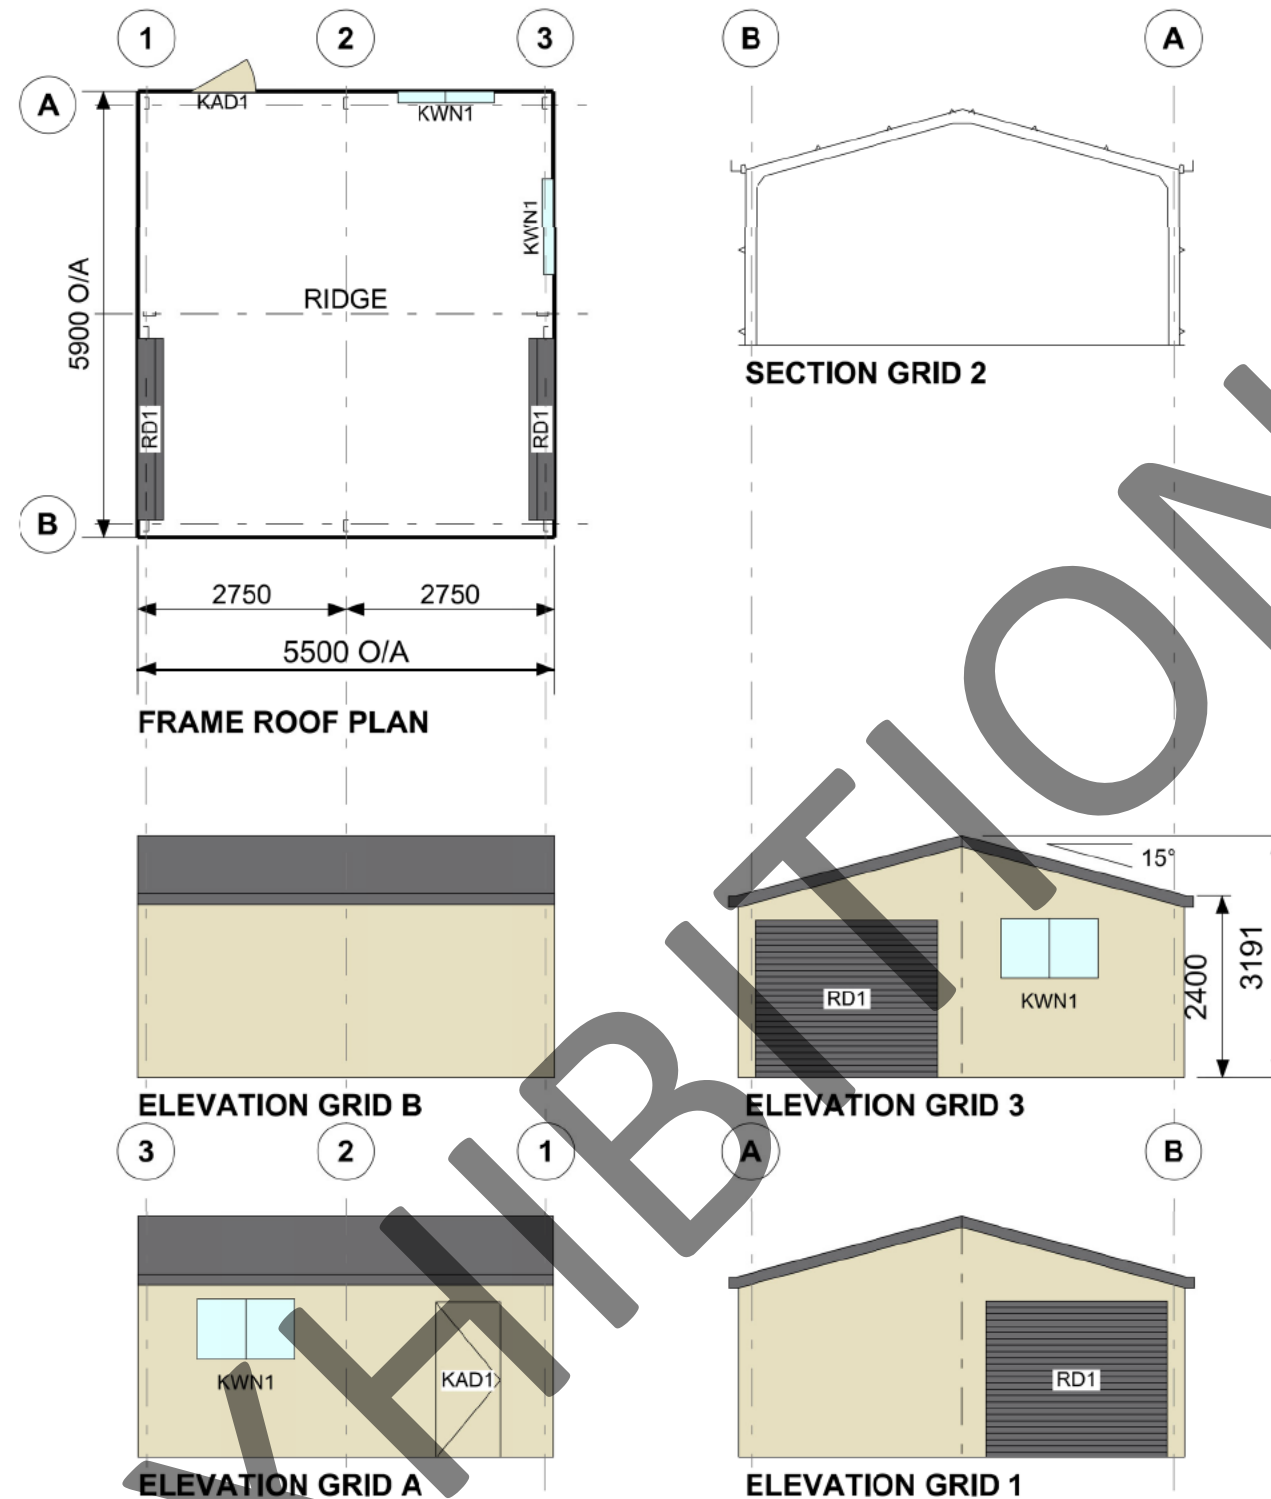 1 2 3 B A
A
KAD1 KWN1
KWN1
RIDGE
5900 O/A
SECTION GRID 2
RD1 RD1
B
2750 2750
5500 O/A
FRAME ROOF PLAN
15°
2400
3191
RD1
KWN1
ELEVATION GRID B
ELEVATION GRID 3
3 2 1 A B
KWN1
KAD1
RD1
ELEVATION GRID A
ELEVATION GRID 1